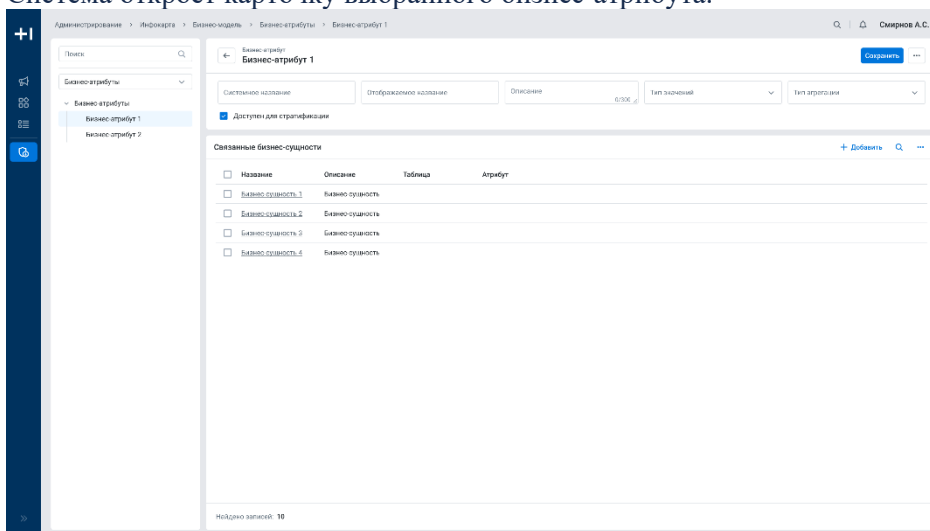 Система откроет карточку выбранного бизнес-атрибута.
Администрирование > Инфокарта > Бизнес-модель > Бизнес-атрибуты > Бизнес-атрибут 1
Смирнов А.С.
Поиск
Бизнес-атрибуты
Бизнес-атрибуты
Бизнес-атрибут 1
Бизнес-атрибут 2
Бизнес-атрибут
Бизнес-атрибут 1
Сохранить
Системное название
Отображаемое название
Описание
0/300
Тип значений
Тип агрегации
Доступен для стратификации
Связанные бизнес-сущности
+ Добавить
Название Описание Таблица Атрибут
Бизнес-сущность 1 Бизнес-сущность
Бизнес-сущность 2 Бизнес-сущность
Бизнес-сущность 3 Бизнес-сущность
Бизнес-сущность 4 Бизнес-сущность
Найдено записей: 10